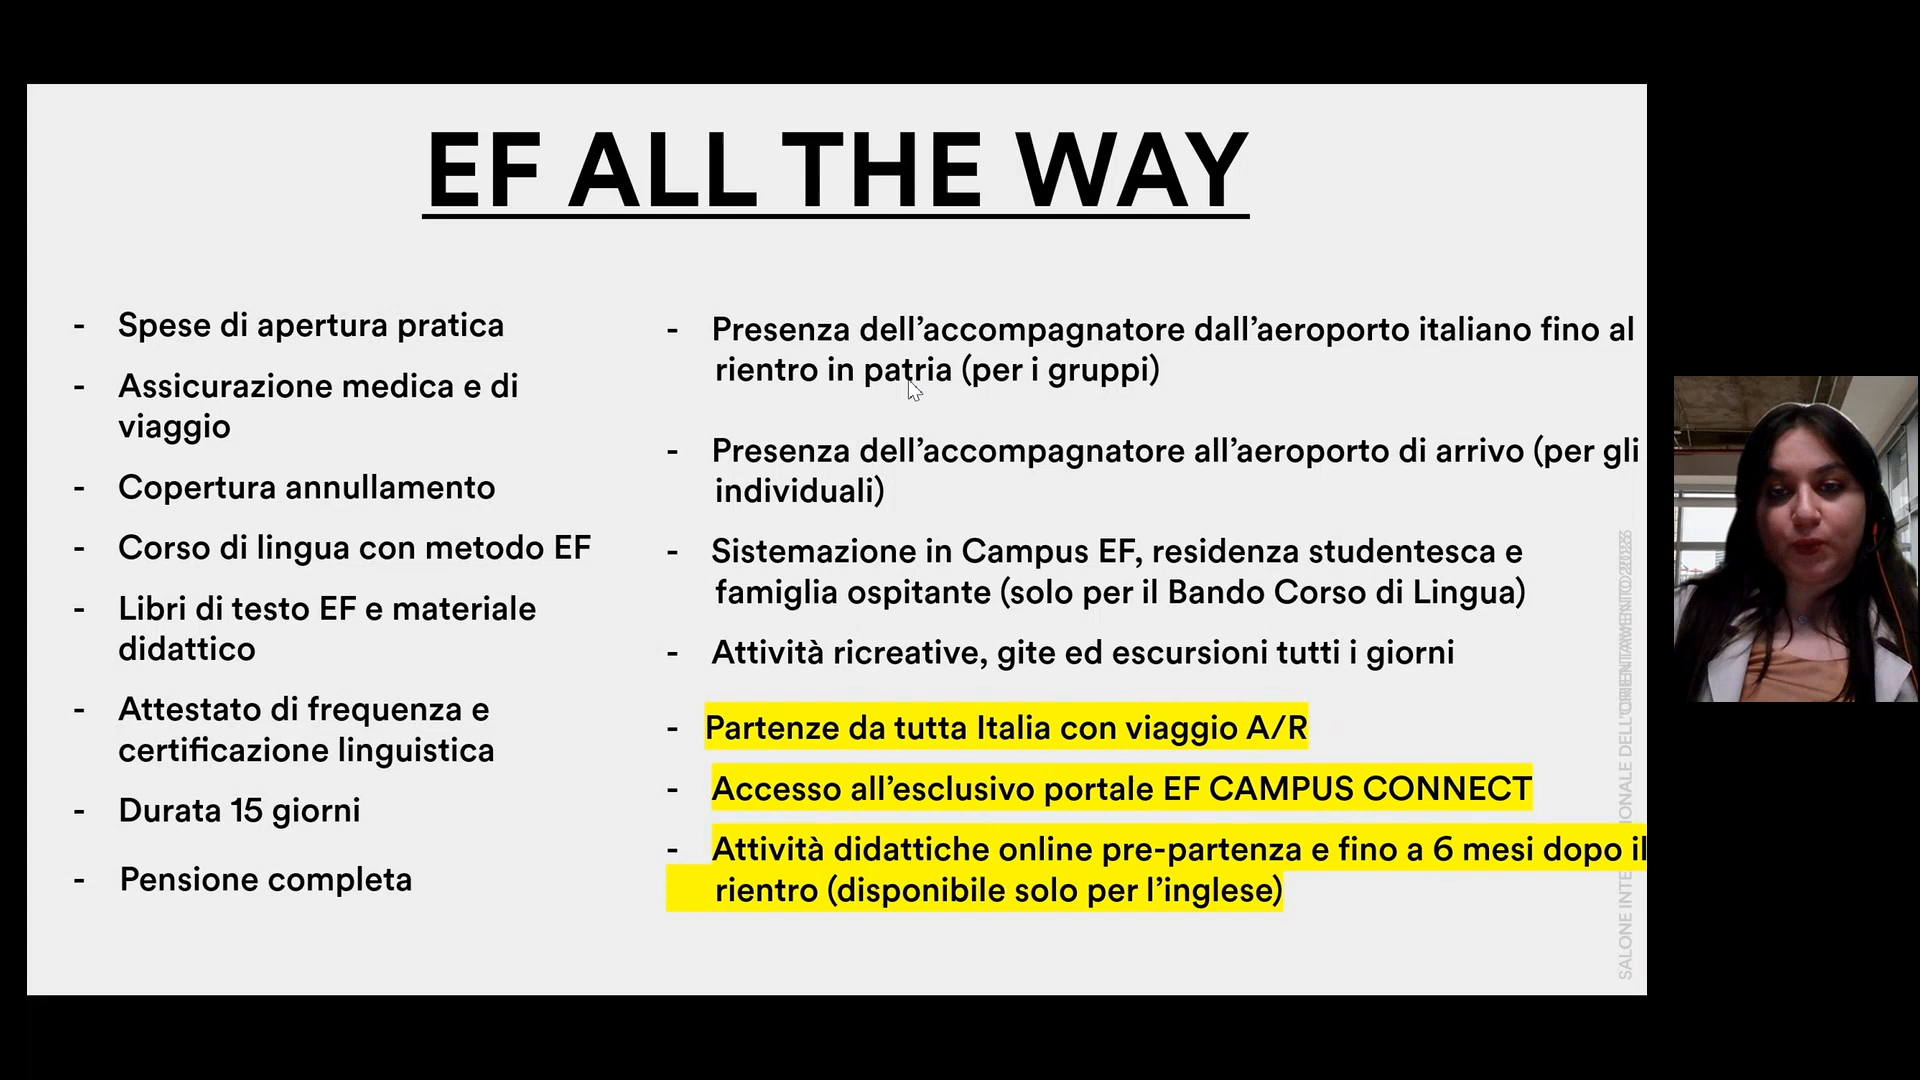 EF ALL THE WAY
- Spese di apertura pratica
- Assicurazione medica e di
viaggio
- Copertura annullamento
- Corso di lingua con metodo EF
- Libri di testo EF e materiale
didattico
- Attestato di frequenza e
certificazione linguistica
- Durata 15 giorni
- Pensione completa
- Presenza dell’accompagnatore dall’aeroporto italiano fino al
rientro in patria (per i gruppi)
- Presenza dell’accompagnatore all’aeroporto di arrivo (per gli
individuali)
- Sistemazione in Campus EF, residenza studentesca e
famiglia ospitante (solo per il Bando Corso di Lingua)
- Attività ricreative, gite ed escursioni tutti i giorni
- Partenze da tutta Italia con viaggio A/R
- Accesso all’esclusivo portale EF CAMPUS CONNECT
- Attività didattiche online pre-partenza e fino a 6 mesi dopo il
rientro (disponibile solo per l’inglese)
SALONE